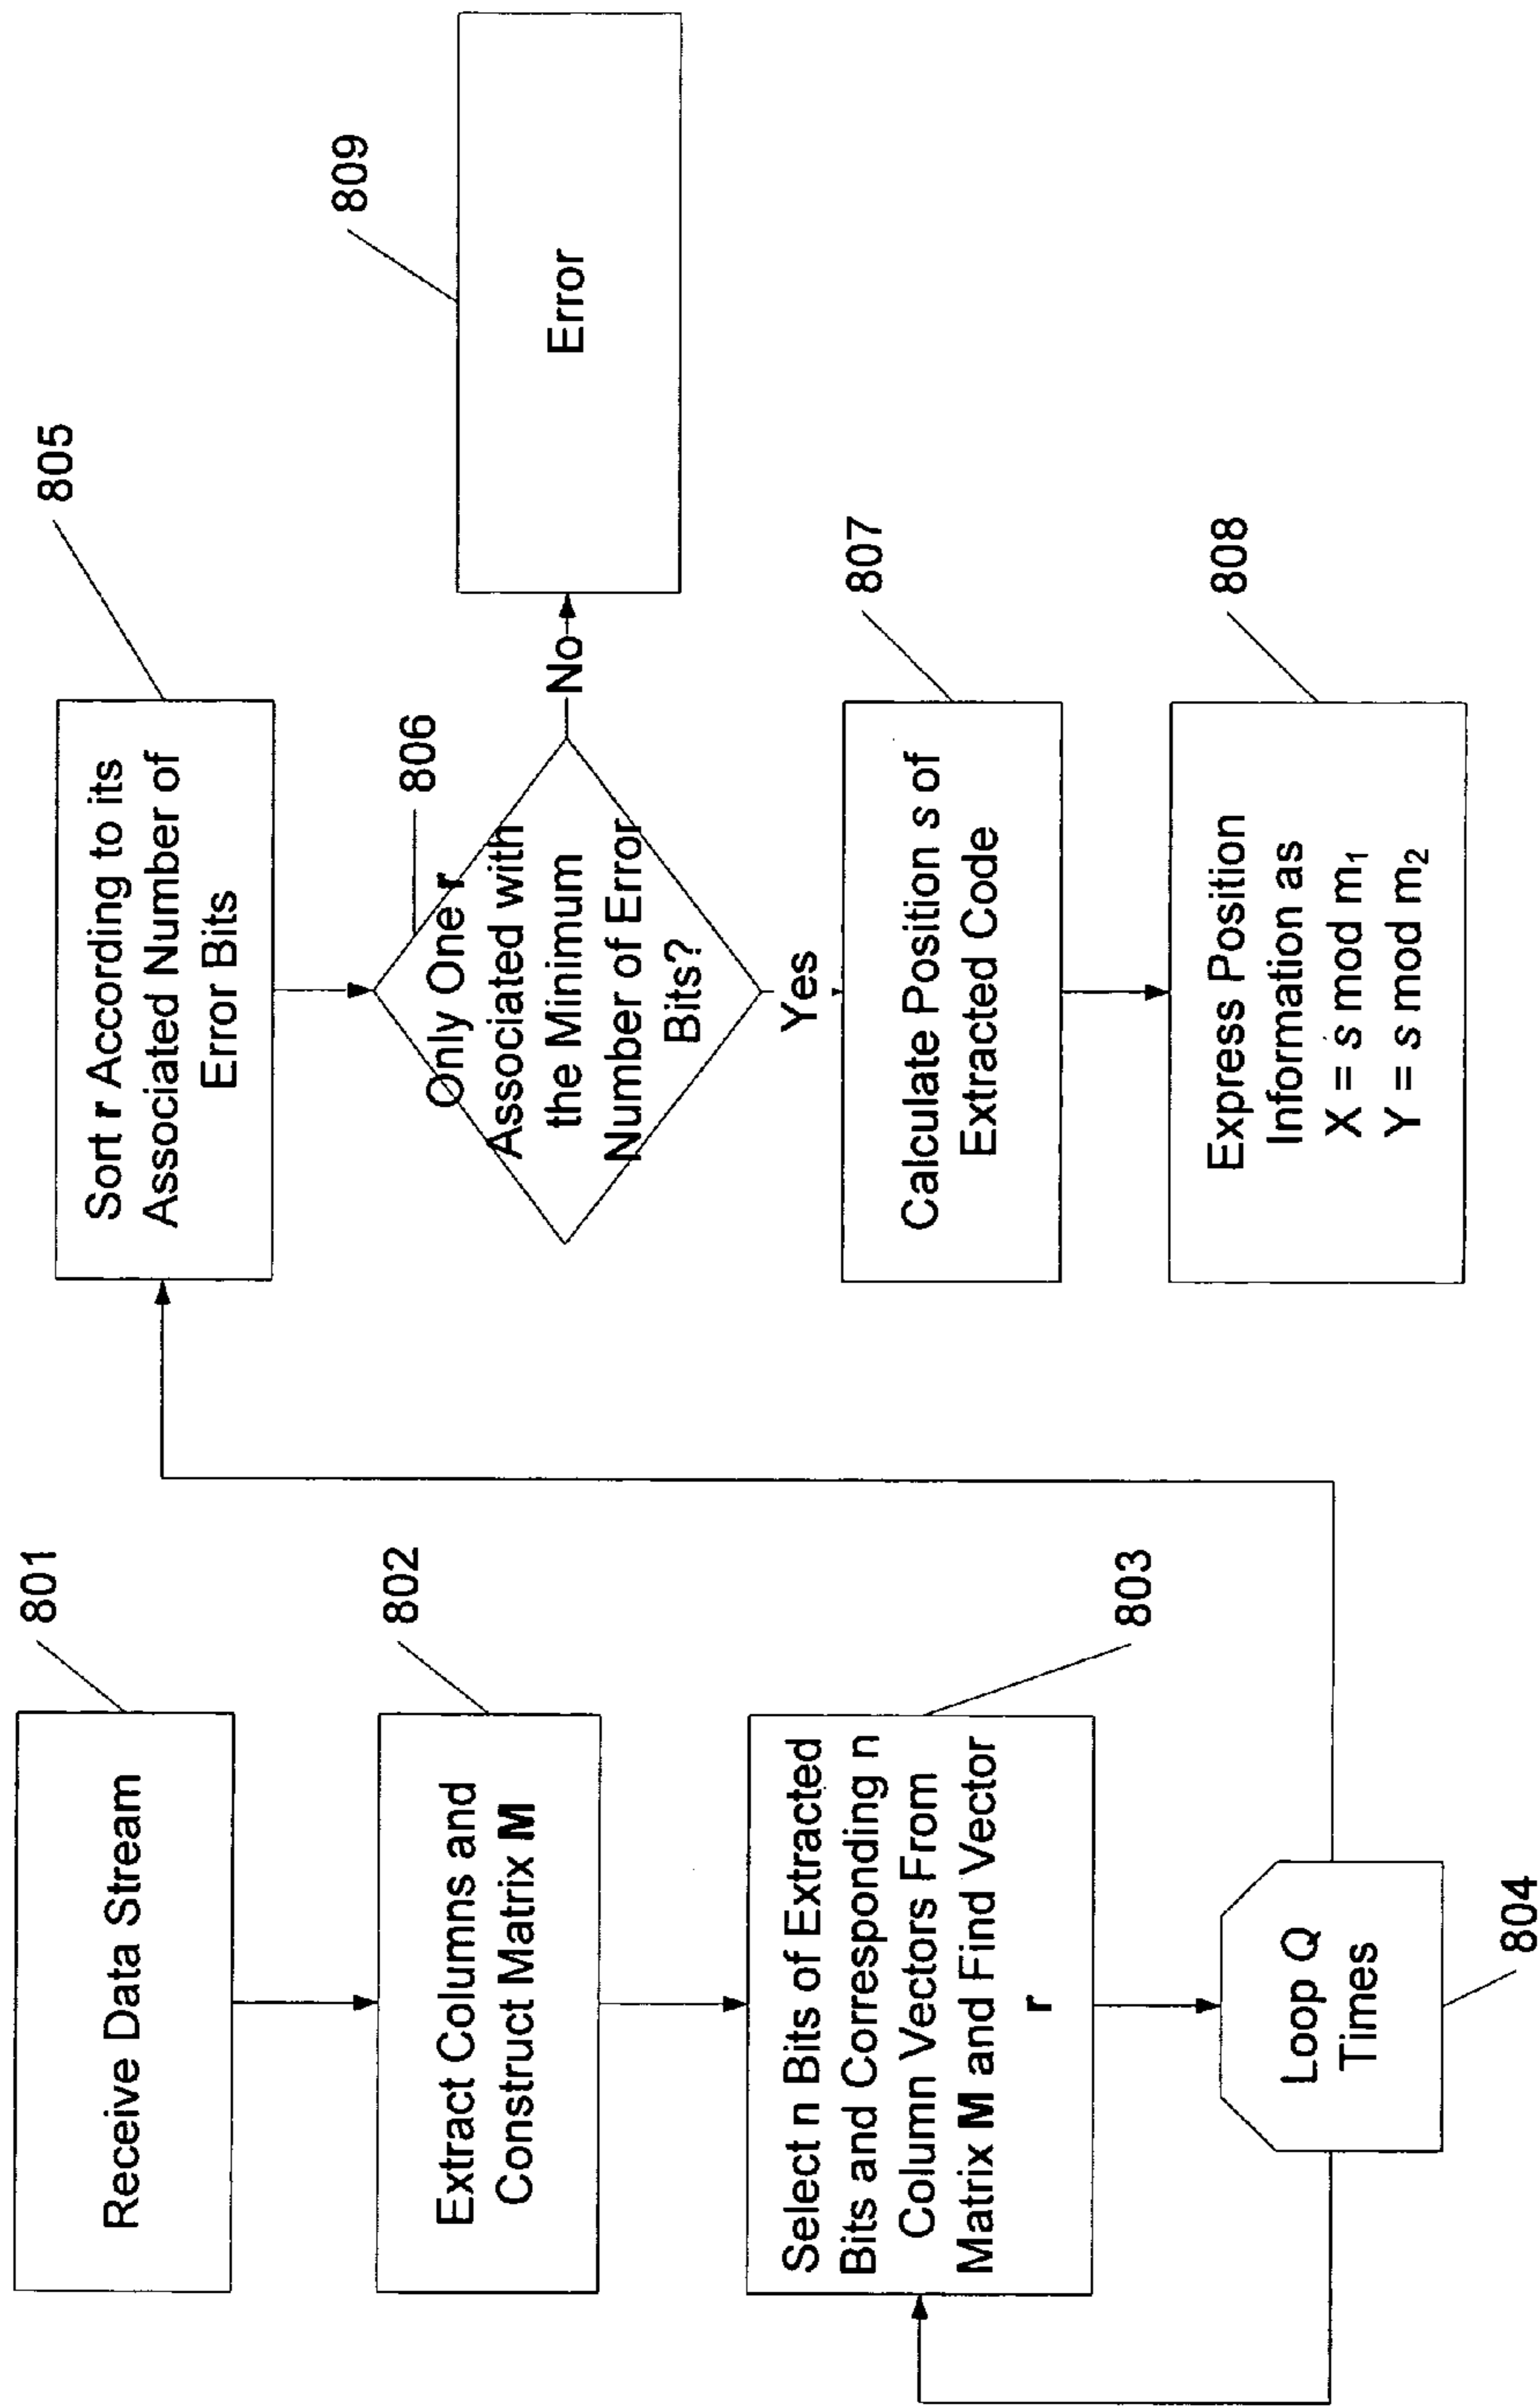 801
Receive Data Stream
802
Extract Columns and
Construct Matrix M
803
Select n Bits of Extracted
Bits and Corresponding n
Column Vectors From
Matrix M and Find Vector
r
Loop Q
Times
804
805
Sort r According to its
Associated Number of
Error Bits
806
Only One r
Associated with
the Minimum
Number of Error
Bits?
No
809
Error
Yes
807
Calculate Position s of
Extracted Code
808
Express Position
Information as
X = s mod m₁
Y = s mod m₂